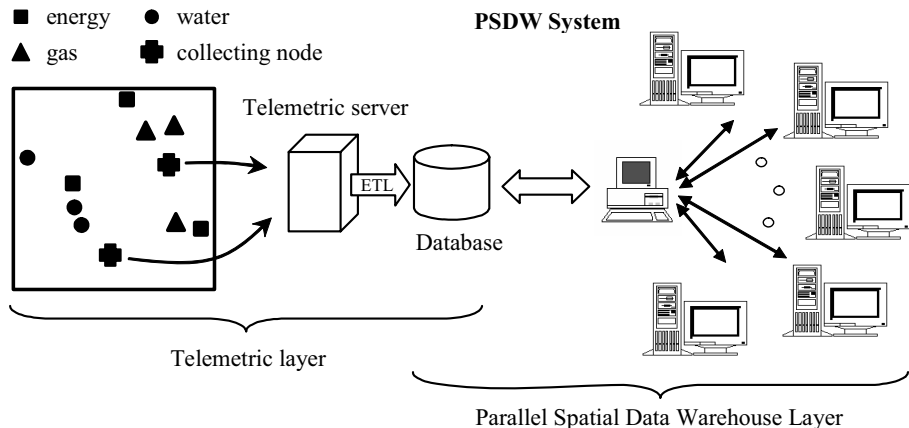 energy
water
PSDW System
gas
collecting node
Telemetric server
ETL
Database
Telemetric layer
Parallel Spatial Data Warehouse Layer